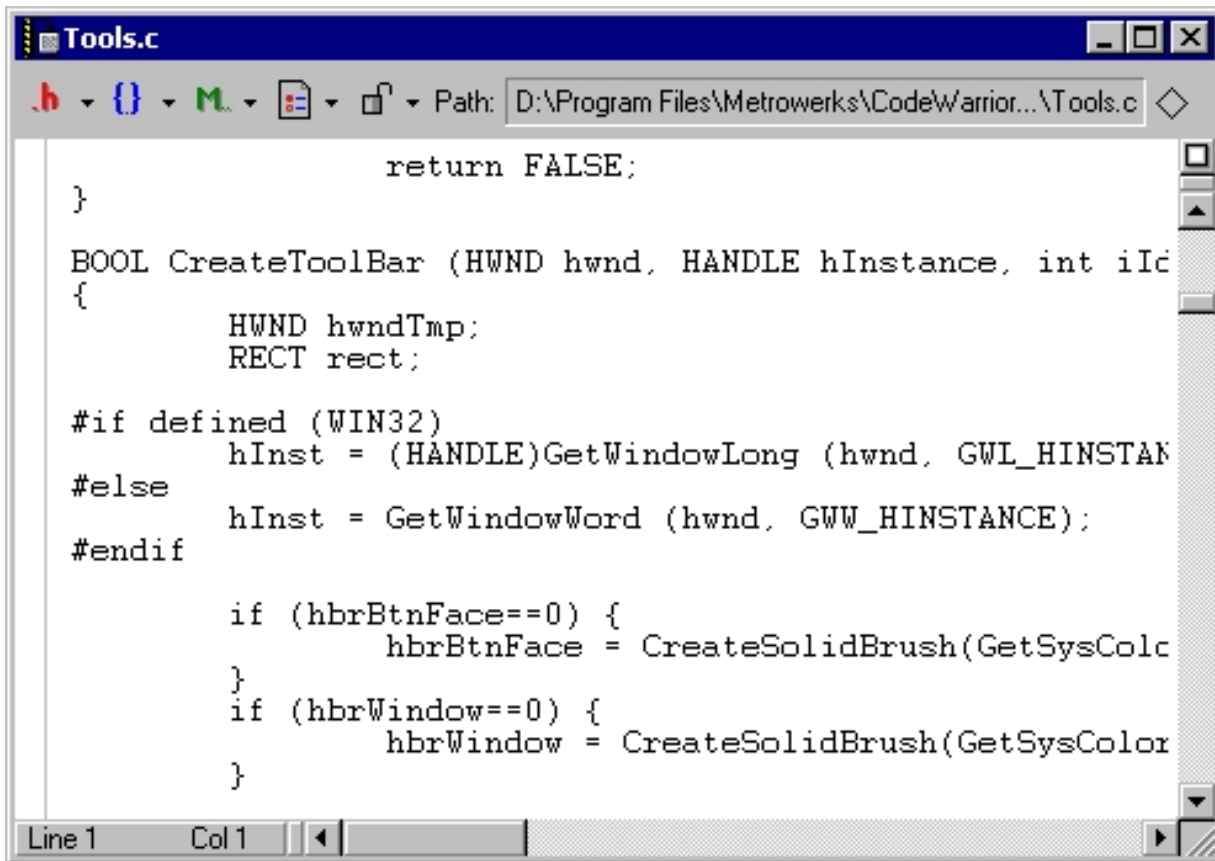 Tools.c
.h {} M.. Path: D:\Program Files\Metrowerks\CodeWarrior...\Tools.c
return FALSE;
}
BOOL CreateToolBar (HWND hwnd, HANDLE hInstance, int iId
{
HWND hwndTmp;
RECT rect;
#if defined (WIN32)
hInst = (HANDLE)GetWindowLong (hwnd, GWL_HINSTAN
#else
hInst = GetWindowWord (hwnd, GWW_HINSTANCE);
#endif
if (hbrBtnFace==0) {
hbrBtnFace = CreateSolidBrush(GetSysColo
}
if (hbrWindow==0) {
hbrWindow = CreateSolidBrush(GetSysColor
}
Line 1 Col 1